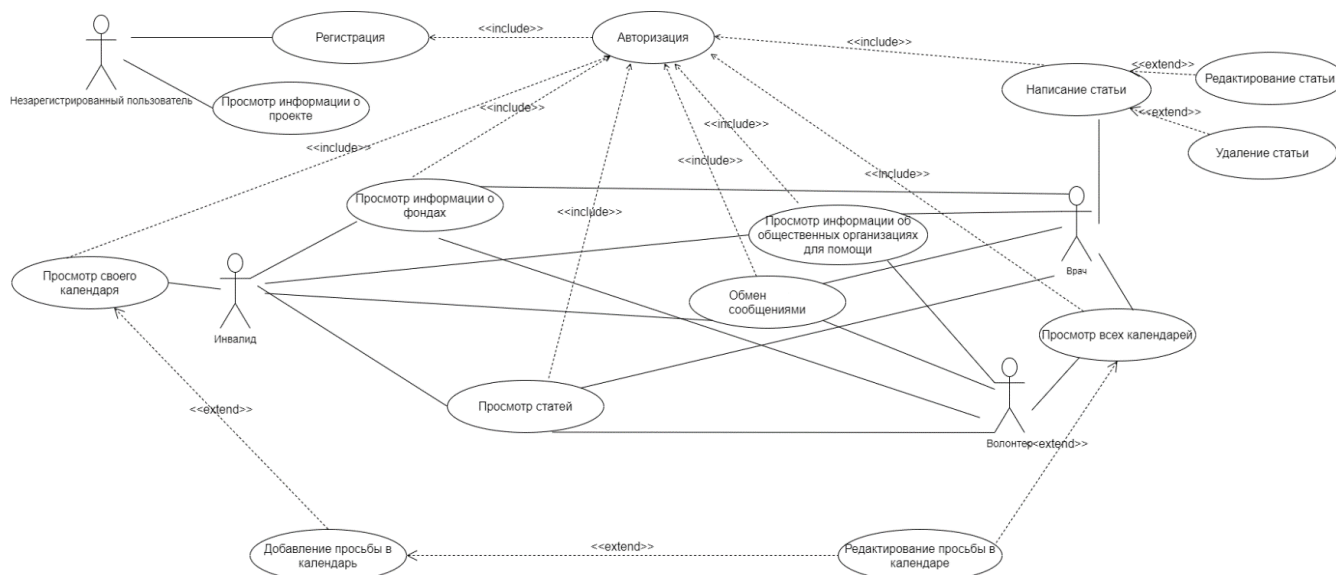 <<include>>
Регистрация
Авторизация
<<include>>
<<extend>>
Редактирование статьи
Написание статьи
Незарегистрированный пользователь
Просмотр информации о
проекте
<<include>>
<<extend>>
<<include>>
<<include>>
Удаление статьи
<<include>>
<<include>>
Просмотр информации о
фондах
<<include>>
Просмотр информации об
общественных организациях
для помощи
Просмотр своего
календаря
Врач
Обмен
сообщениями
Инвалид
Просмотр всех календарей
Просмотр статей
<<extend>>
Волонтер
<<extend>>
Добавление просьбы в
календарь
<<extend>>
Редактирование просьбы в
календаре
<<include>>